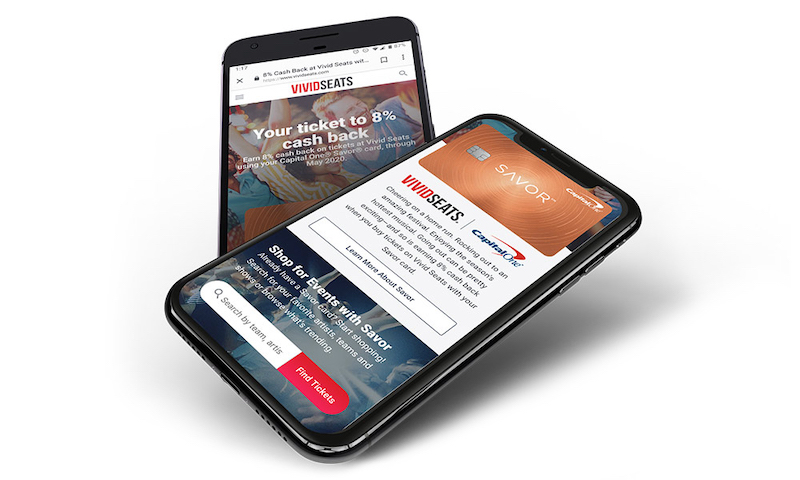 1:17
87%
8% Cash Back at Vivid Seats wit...
https://www.vividseats.com
VIVIDSEATS
Your ticket to 8%
cash back
Earn 8% cash back on tickets at Vivid Seats
using your Capital One® Savor® card, through
May 2020.
SAVOR
Capital One
VIVIDSEATS.
Capital One®
Cheering on a home run. Rocking out to an
amazing festival. Enjoying the season's
hottest musical. Going out can be pretty
exciting—and so is earning 8% cash back
when you buy tickets on Vivid Seats with your
Savor card.
Learn More About Savor
Shop for Events with Savor
Already have a Savor Card? Start shopping!
Search for your favorite artists, teams and
shows or browse what's trending.
Search by team, artis
Find Tickets